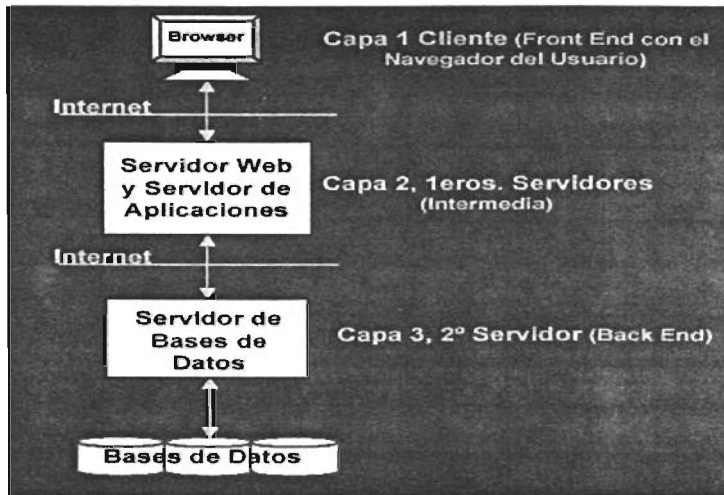 Browser
Capa 1 Cliente (Front End con el
Navegador del Usuario)
Internet
Servidor Web
y Servidor de
Aplicaciones
Capa 2, 1eros. Servidores
(Intermedia)
Internet
Servidor de
Bases de
Datos
Capa 3, 2º Servidor (Back End)
Bases de Datos